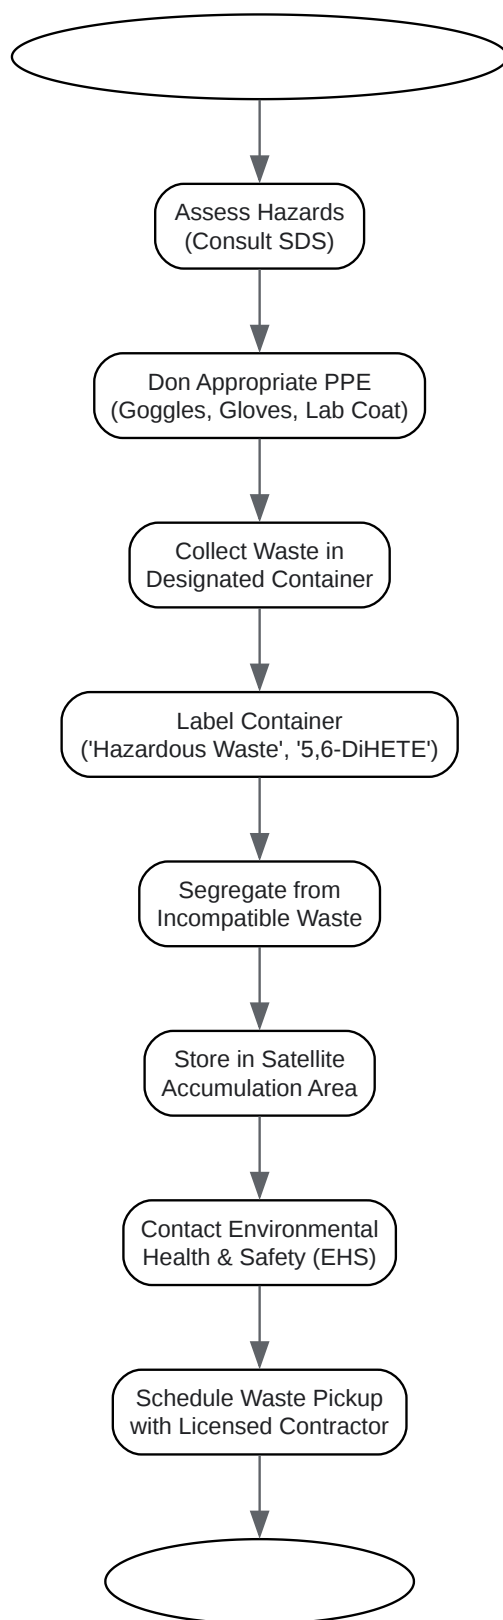 Assess Hazards
(Consult SDS)
Don Appropriate PPE
(Goggles, Gloves, Lab Coat)
Collect Waste in
Designated Container
Label Container
('Hazardous Waste', '5,6-DiHETE')
Segregate from
Incompatible Waste
Store in Satellite
Accumulation Area
Contact Environmental
Health & Safety (EHS)
Schedule Waste Pickup
with Licensed Contractor